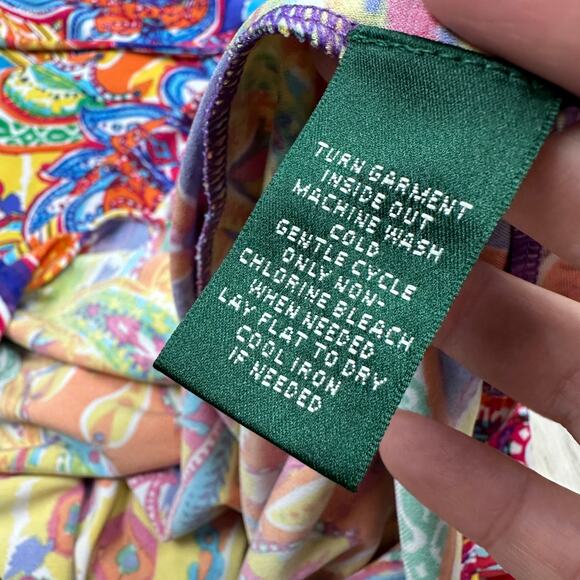 TURN GARMENT
INSIDE OUT
MACHINE WASH
COLD
GENTLE CYCLE
ONLY NON-
CHLORINE BLEACH
WHEN NEEDED
LAY FLAT TO DRY
COOL IRON
IF NEEDED